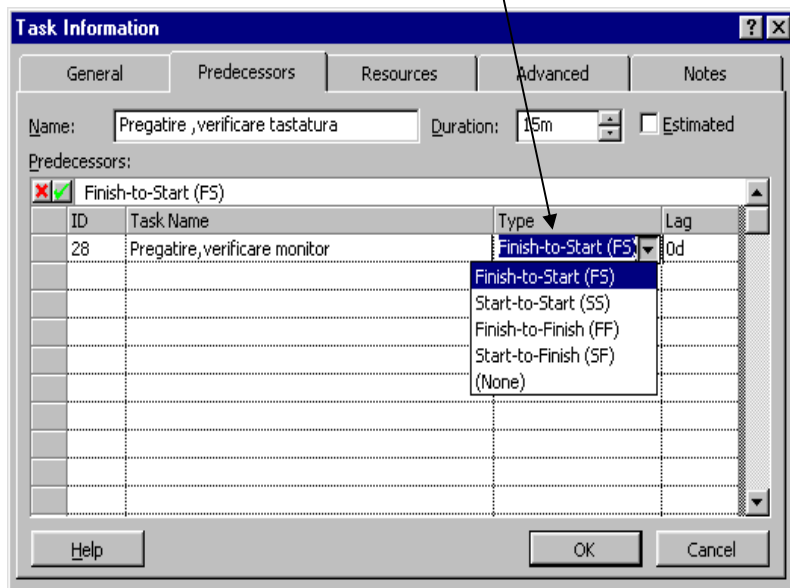 Task Information
General Predecessors Resources Advanced Notes
Name: Pregatire ,verificare tastatura Duration: 15m Estimated
Predecessors:
Finish-to-Start (FS)
ID Task Name Type Lag
28 Pregatire,verificare monitor Finish-to-Start (FS) 0d
Finish-to-Start (FS)
Start-to-Start (SS)
Finish-to-Finish (FF)
Start-to-Finish (SF)
(None)
Help OK Cancel